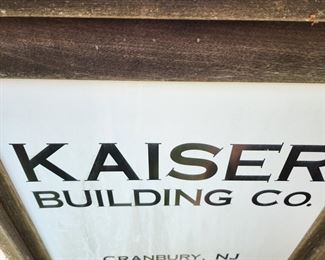 KAISER
BUILDING CO.
CRANBURY, NJ